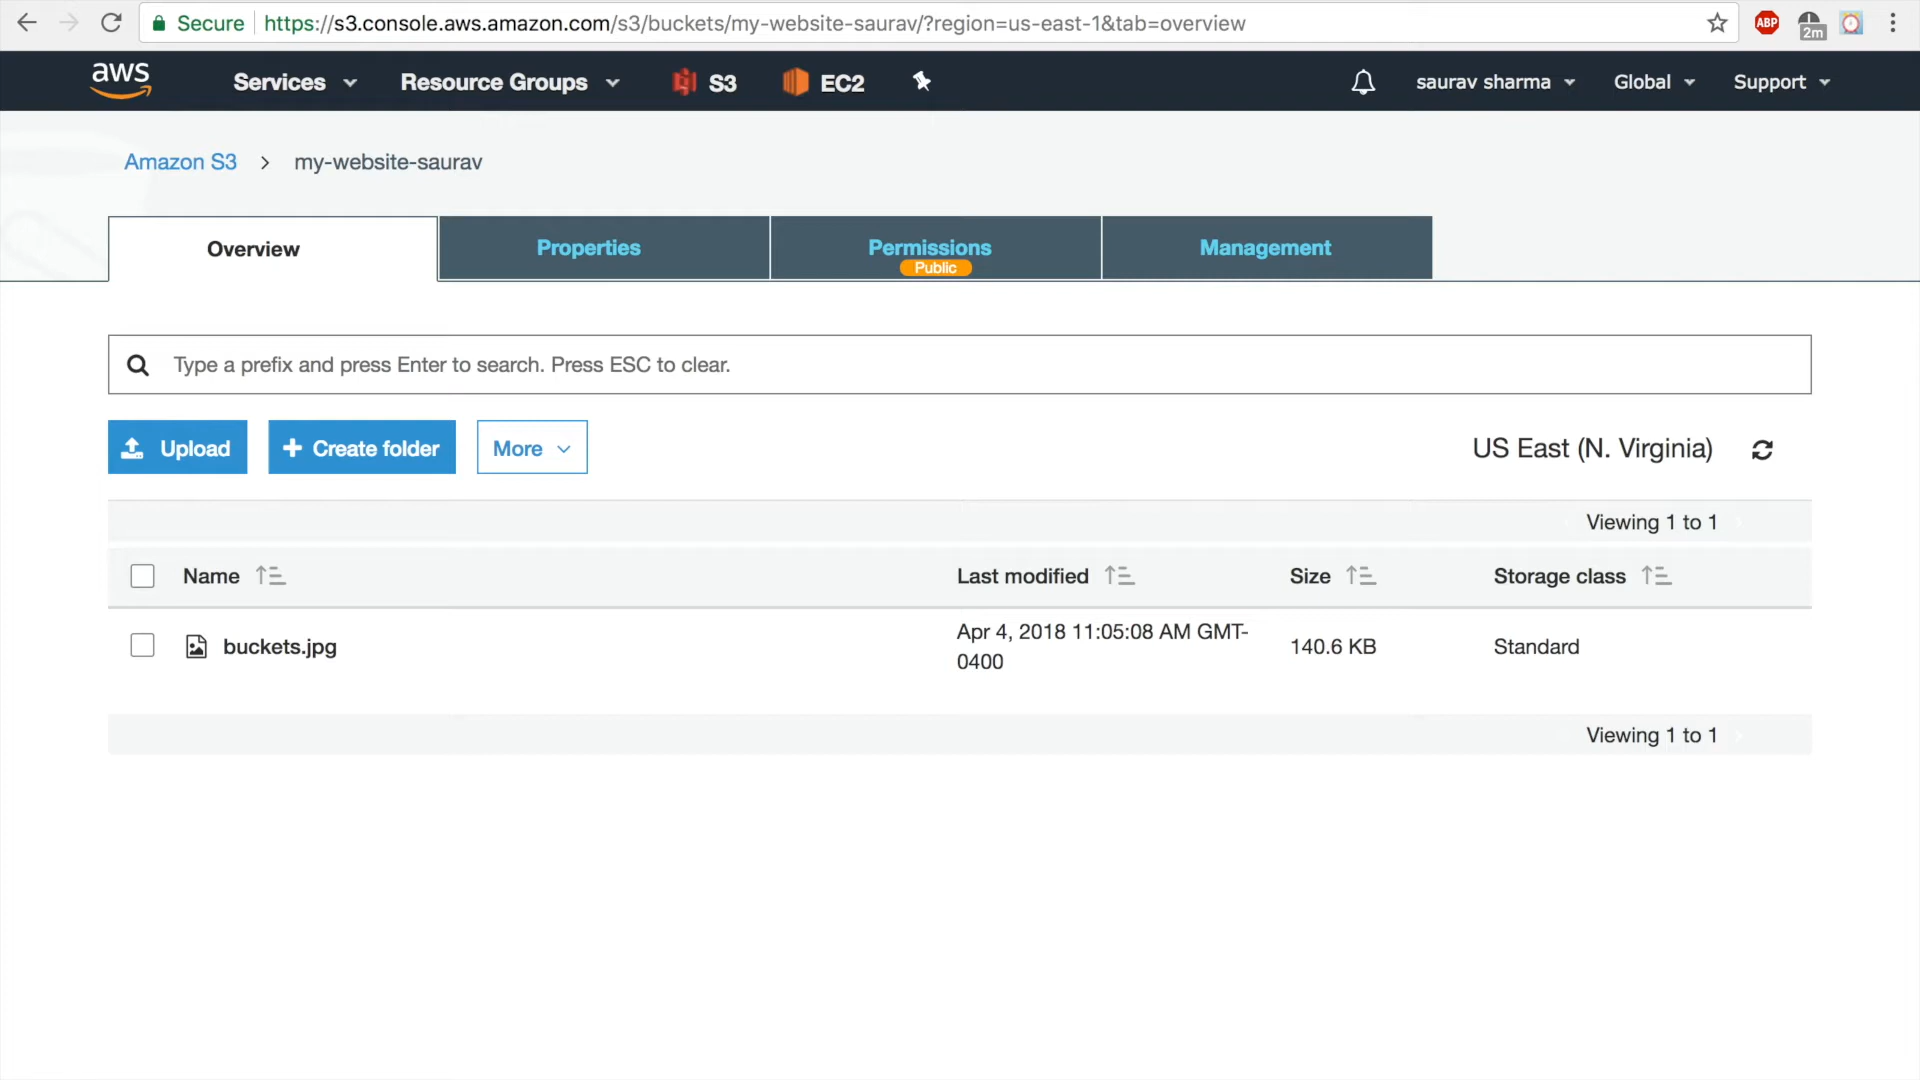 Secure https://s3.console.aws.amazon.com/s3/buckets/my-website-saurav/?region=us-east-1&tab=overview ABP 2m
aws Services Resource Groups S3 EC2 saurav sharma Global Support
Amazon S3 > my-website-saurav
Overview Properties Permissions Management
Public
Type a prefix and press Enter to search. Press ESC to clear.
Upload + Create folder More US East (N. Virginia)
Viewing 1 to 1
Name Last modified Size Storage class
buckets.jpg Apr 4, 2018 11:05:08 AM GMT-
0400 140.6 KB Standard
Viewing 1 to 1